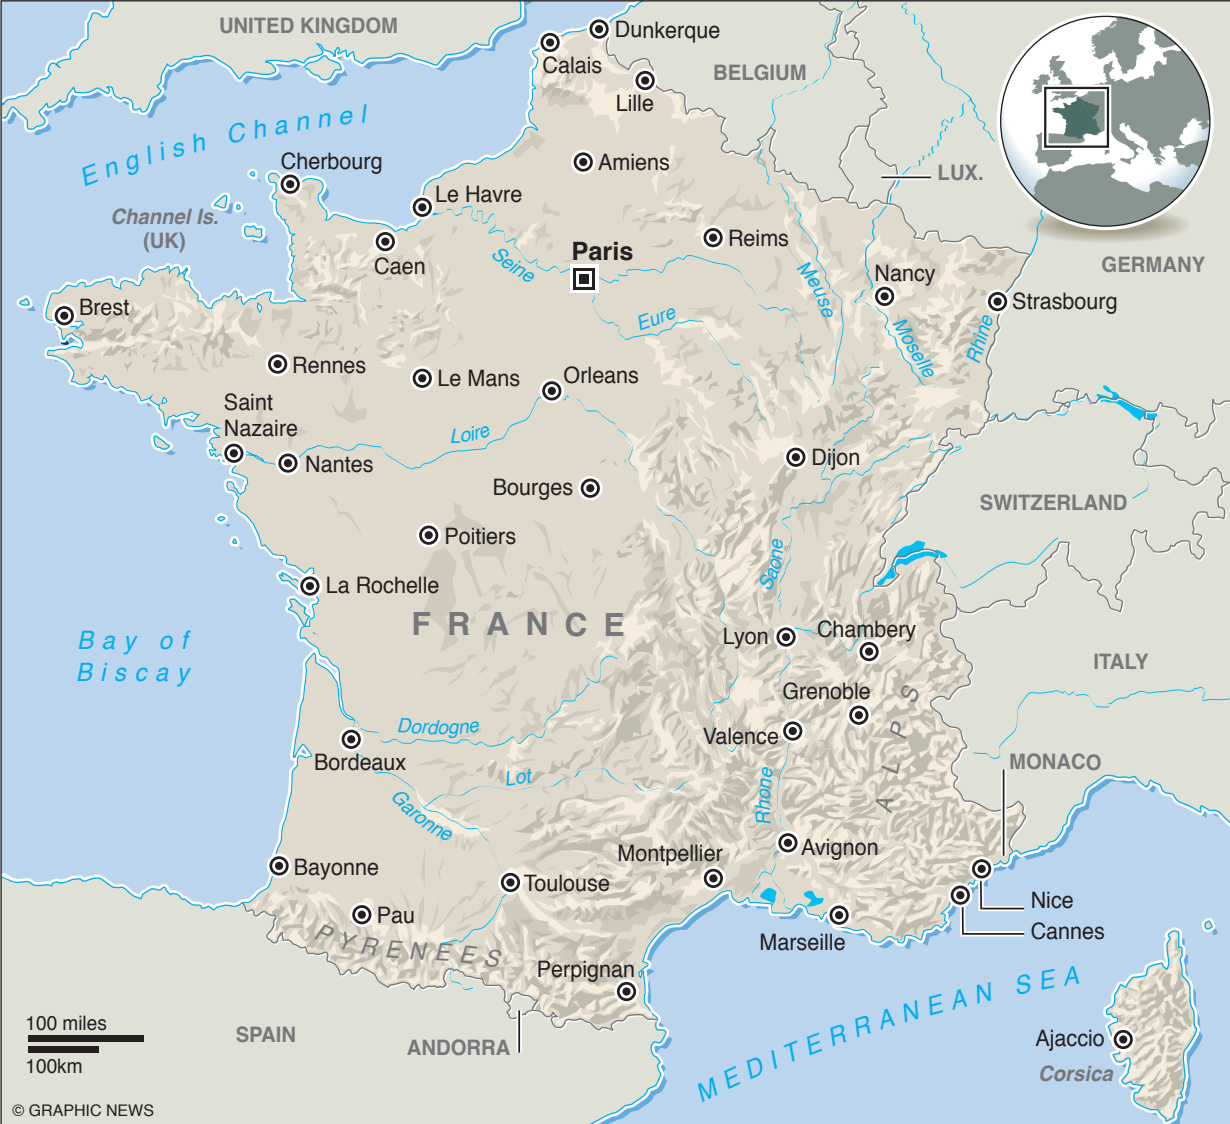 UNITED KINGDOM
Dunkerque
Calais
BELGIUM
Lille
English Channel
Cherbourg
Amiens
LUX.
Le Havre
Channel Is.
(UK)
Caen
Seine
Paris
Reims
Meuse
Nancy
GERMANY
Strasbourg
Brest
Eure
Moselle
Rhine
Rennes
Le Mans
Orleans
Saint
Nazaire
Loire
Nantes
Dijon
Bourges
SWITZERLAND
Poitiers
Saone
La Rochelle
FRANCE
Bay of
Biscay
Lyon
Chambery
ITALY
Grenoble
ALPS
Dordogne
Valence
Bordeaux
Lot
MONACO
Garonne
Rhone
Montpellier
Avignon
Bayonne
Toulouse
Nice
Pau
Cannes
Marseille
PYRENEES
Perpignan
MEDITERRANEAN SEA
100 miles
100km
SPAIN
ANDORRA
Ajaccio
Corsica
© GRAPHIC NEWS